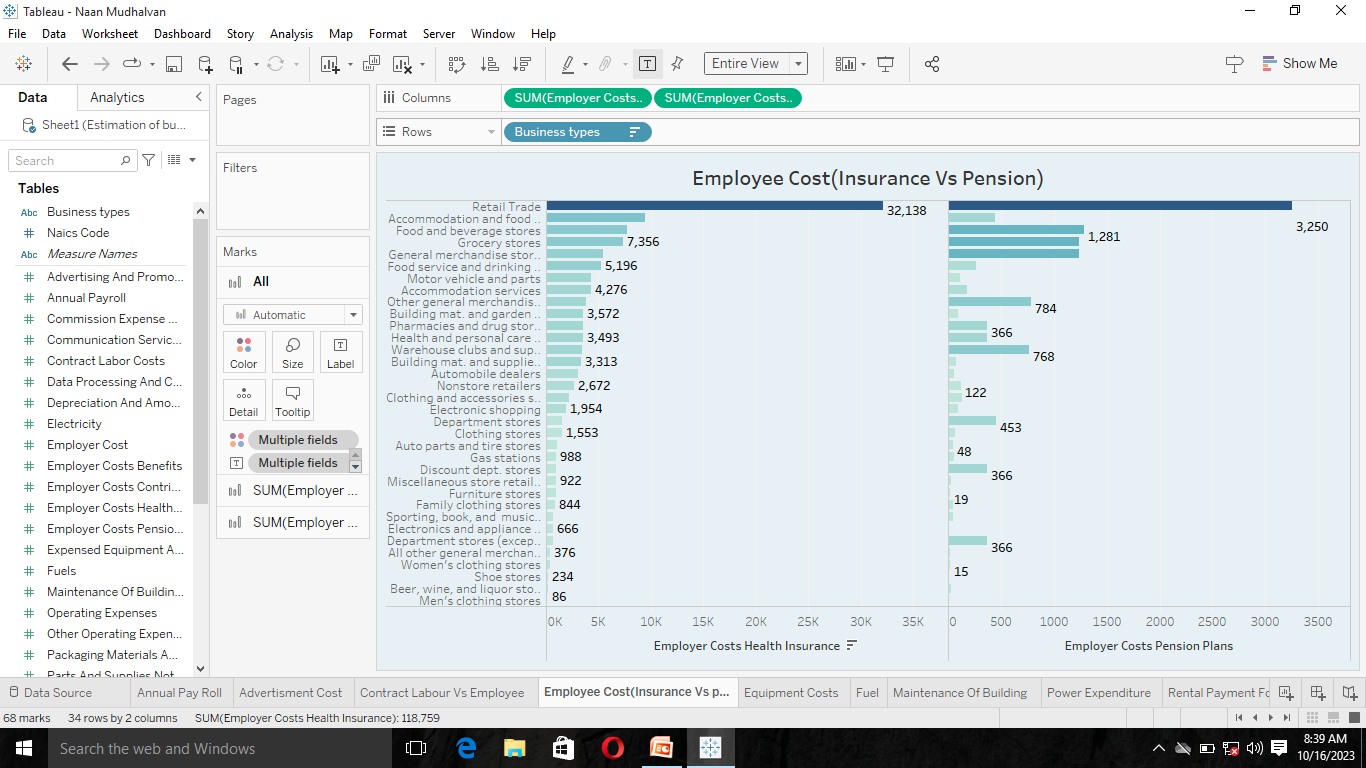 Tableau - Naan Mudhalvan
File Data Worksheet Dashboard Story Analysis Map Format Server Window Help
Entire View
Show Me
Data Analytics
Sheet1 (Estimation of bu...
Search
Tables
Abc Business types
# Naics Code
Abc Measure Names
# Advertising And Promo...
# Annual Payroll
# Commission Expense ...
# Communication Servic...
# Contract Labor Costs
# Data Processing And C...
# Depreciation And Amo...
# Electricity
# Employer Cost
# Employer Costs Benefits
# Employer Costs Contri...
# Employer Costs Health...
# Employer Costs Pensio...
# Expensed Equipment A...
# Fuels
# Maintenance Of Buildin...
# Operating Expenses
# Other Operating Expen...
# Packaging Materials A...
# Parts And Supplies Not
Pages
Filters
Marks
All
Automatic
Color Size Label
Detail Tooltip
Multiple fields
Multiple fields
SUM(Employer ...
SUM(Employer ...
Columns SUM(Employer Costs.. SUM(Employer Costs..
Rows Business types
Employee Cost(Insurance Vs Pension)
Retail Trade 32,138 3,250
Accommodation and food ..
Food and beverage stores 1,281
Grocery stores 7,356
General merchandise stor..
Food service and drinking .. 5,196
Motor vehicle and parts
Accommodation services 4,276
Other general merchandis.. 784
Building mat. and garden .. 3,572
Pharmacies and drug stor.. 366
Health and personal care .. 3,493
Warehouse clubs and sup.. 768
Building mat. and supplie.. 3,313
Automobile dealers
Nonstore retailers 2,672 122
Clothing and accessories s..
Electronic shopping 1,954
Department stores 453
Clothing stores 1,553
Auto parts and tire stores 48
Gas stations 988
Discount dept. stores 366
Miscellaneous store retail.. 922
Furniture stores 19
Family clothing stores 844
Sporting, book, and music..
Electronics and appliance .. 666
Department stores (excep.. 366
All other general merchan.. 376
Women's clothing stores 15
Shoe stores 234
Beer, wine, and liquor sto..
Men's clothing stores 86
0K 5K 10K 15K 20K 25K 30K 35K 0 500 1000 1500 2000 2500 3000 3500
Employer Costs Health Insurance Employer Costs Pension Plans
Data Source Annual Pay Roll Advertisment Cost Contract Labour Vs Employee Employee Cost(Insurance Vs p... Equipment Costs Fuel Maintenance Of Building Power Expenditure Rental Payment Fo
68 marks 34 rows by 2 columns SUM(Employer Costs Health Insurance): 118,759
Search the web and Windows
8:39 AM
10/16/2023